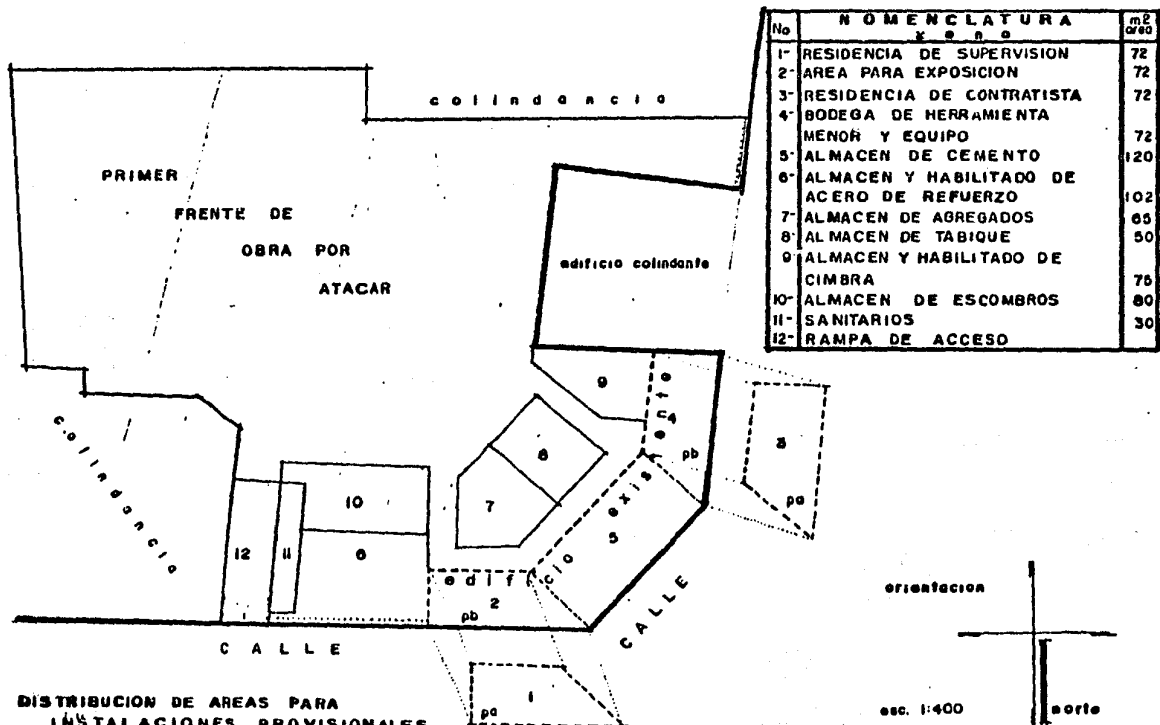 No NOMENCLATURA m2
area
1- RESIDENCIA DE SUPERVISION 72
2- AREA PARA EXPOSICION 72
3- RESIDENCIA DE CONTRATISTA 72
4- BODEGA DE HERRAMIENTA
MENOR Y EQUIPO 72
5- ALMACEN DE CEMENTO 120
6- ALMACEN Y HABILITADO DE
ACERO DE REFUERZO 102
7- ALMACEN DE AGREGADOS 65
8- ALMACEN DE TABIQUE 50
9- ALMACEN Y HABILITADO DE
CIMBRA 75
10- ALMACEN DE ESCOMBROS 80
11- SANITARIOS 30
12- RAMPA DE ACCESO
colindancia
PRIMER
FRENTE DE
OBRA POR
ATACAR
edificio colindante
colindancia
9
4
pb
3
pa
8
7
5
edificio existente
10
12
11
6
2
pb
CALLE
CALLE
1
pa
orientacion
norte
esc. 1:400
DISTRIBUCION DE AREAS PARA
INSTALACIONES PROVISIONALES